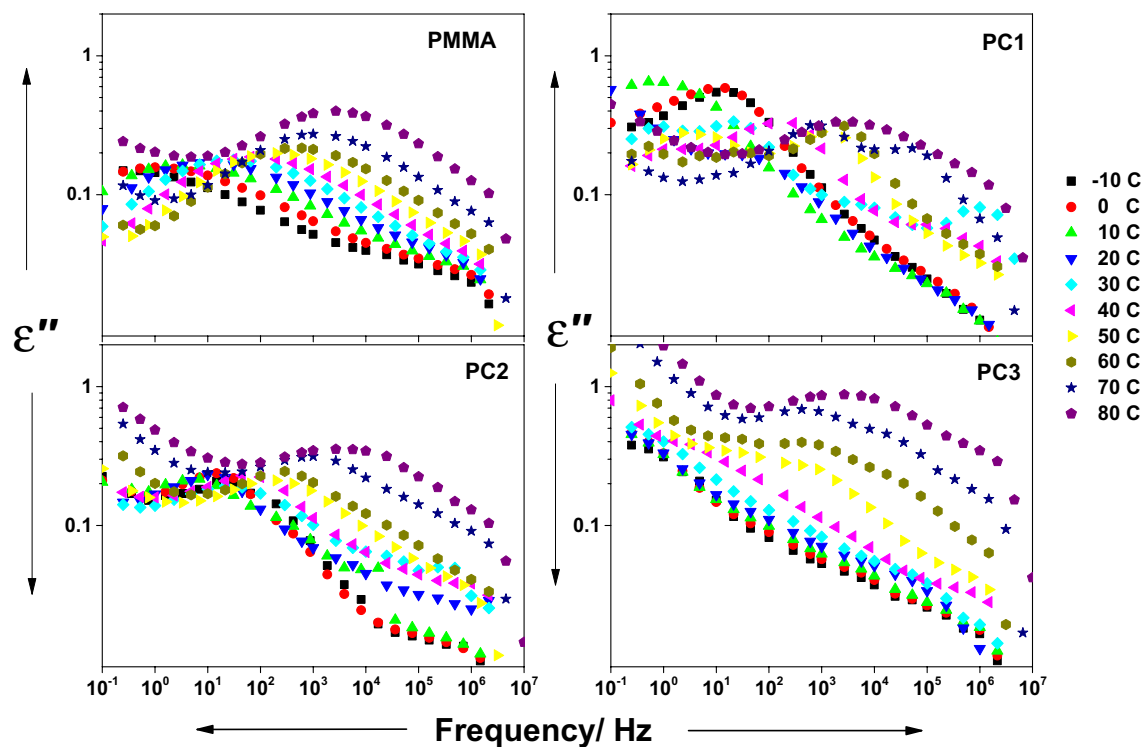 PMMA
PC1
1
0.1
1
0.1
ε″
ε″
-10 C
0 C
10 C
20 C
30 C
40 C
50 C
60 C
70 C
80 C
PC2
PC3
1
0.1
1
0.1
10⁻¹ 10⁰ 10¹ 10² 10³ 10⁴ 10⁵ 10⁶ 10⁷
10⁻¹ 10⁰ 10¹ 10² 10³ 10⁴ 10⁵ 10⁶ 10⁷
Frequency/ Hz